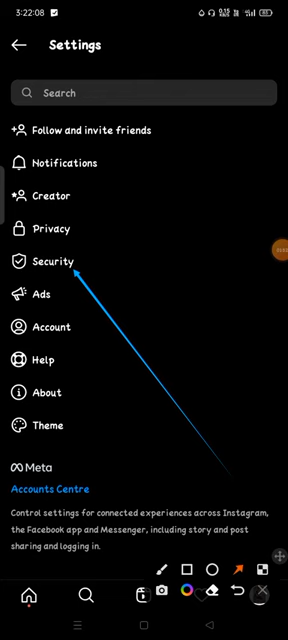 3:22:08
Settings
Search
Follow and invite friends
Notifications
Creator
Privacy
Security
Ads
Account
Help
About
Theme
Meta
Accounts Centre
Control settings for connected experiences across Instagram,
the Facebook app and Messenger, including story and post
sharing and logging in.